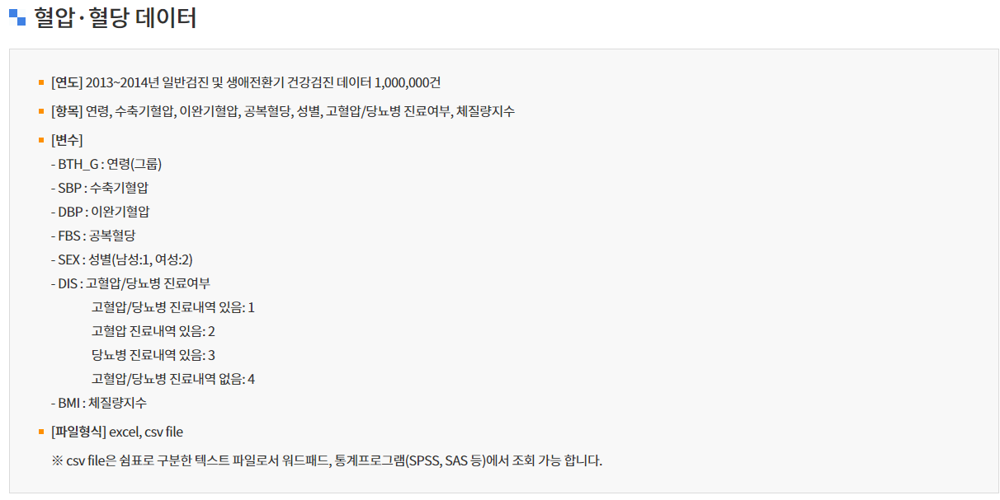 혈압·혈당 데이터
[연도] 2013~2014년 일반검진 및 생애전환기 건강검진 데이터 1,000,000건
[항목] 연령, 수축기혈압, 이완기혈압, 공복혈당, 성별, 고혈압/당뇨병 진료여부, 체질량지수
[변수]
- BTH_G : 연령(그룹)
- SBP : 수축기혈압
- DBP : 이완기혈압
- FBS : 공복혈당
- SEX : 성별(남성:1, 여성:2)
- DIS : 고혈압/당뇨병 진료여부
고혈압/당뇨병 진료내역 있음: 1
고혈압 진료내역 있음: 2
당뇨병 진료내역 있음: 3
고혈압/당뇨병 진료내역 없음: 4
- BMI : 체질량지수
[파일형식] excel, csv file
※ csv file은 쉼표로 구분한 텍스트 파일로서 워드패드, 통계프로그램(SPSS, SAS 등)에서 조회 가능 합니다.